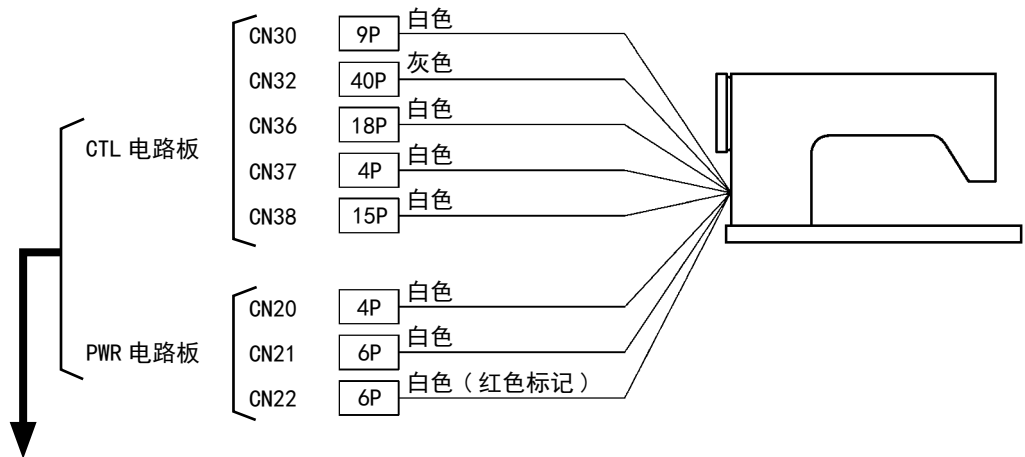 CN30 9P 白色
CN32 40P 灰色
CN36 18P 白色
CTL 电路板
CN37 4P 白色
CN38 15P 白色
CN20 4P 白色
PWR 电路板
CN21 6P 白色
CN22 6P 白色（红色标记）